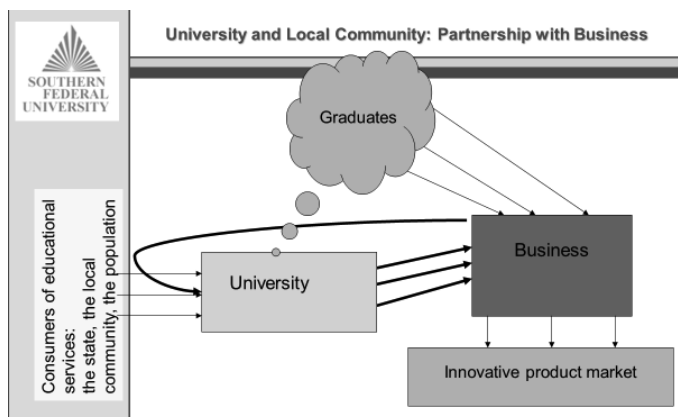 University and Local Community: Partnership with Business
SOUTHERN
FEDERAL
UNIVERSITY
Graduates
Consumers of educational
services:
the state, the local
community, the population
University
Business
Innovative product market